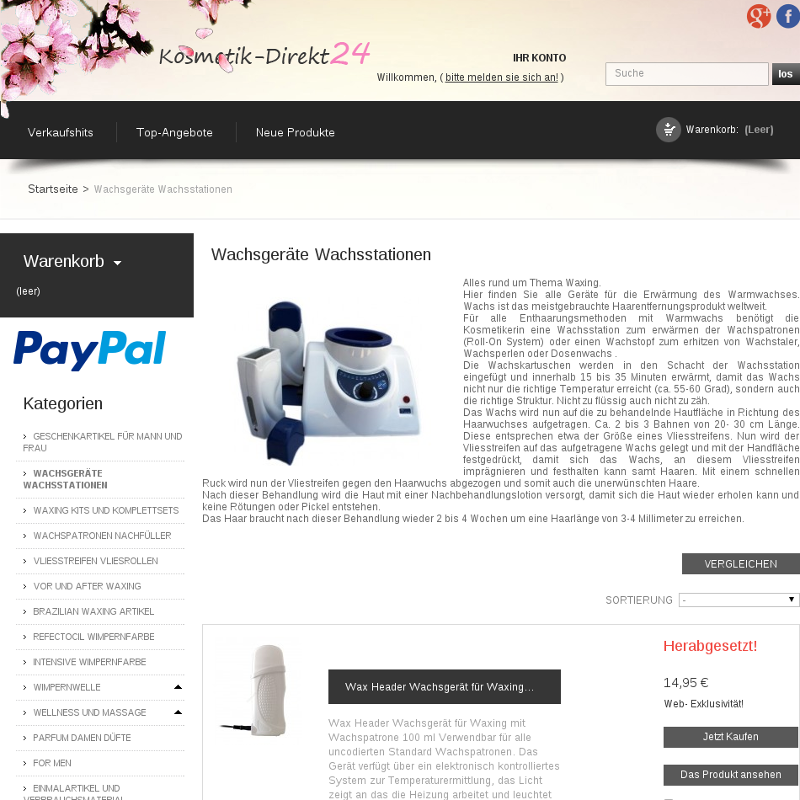 g+ f
Kosmetik-Direkt24
IHR KONTO
Willkommen, ( bitte melden sie sich an! )
Suche
los
Verkaufshits
Top-Angebote
Neue Produkte
Warenkorb: (Leer)
Startseite > Wachsgeräte Wachsstationen
Warenkorb
(leer)
PayPal
Kategorien
GESCHENKARTIKEL FÜR MANN UND
FRAU
WACHSGERÄTE
WACHSSTATIONEN
WAXING KITS UND KOMPLETTSETS
WACHSPATRONEN NACHFÜLLER
VLIESSTREIFEN VLIESROLLEN
VOR UND AFTER WAXING
BRAZILIAN WAXING ARTIKEL
REFECTOCIL WIMPERNFARBE
INTENSIVE WIMPERNFARBE
WIMPERNWELLE
WELLNESS UND MASSAGE
PARFUM DAMEN DÜFTE
FOR MEN
EINMALARTIKEL UND
VERBRAUCHSMATERIAL
Wachsgeräte Wachsstationen
Alles rund um Thema Waxing.
Hier finden Sie alle Geräte für die Erwärmung des Warmwachses.
Wachs ist das meistgebrauchte Haarentfernungsprodukt weltweit.
Für alle Enthaarungsmethoden mit Warmwachs benötigt die
Kosmetikerin eine Wachsstation zum erwärmen der Wachspatronen
(Roll-On System) oder einen Wachstopf zum erhitzen von Wachstaler,
Wachsperlen oder Dosenwachs .
Die Wachskartuschen werden in den Schacht der Wachsstation
eingefügt und innerhalb 15 bis 35 Minuten erwärmt, damit das Wachs
nicht nur die richtige Temperatur erreicht (ca. 55-60 Grad), sondern auch
die richtige Struktur. Nicht zu flüssig auch nicht zu zäh.
Das Wachs wird nun auf die zu behandelnde Hautfläche in Richtung des
Haarwuchses aufgetragen. Ca. 2 bis 3 Bahnen von 20- 30 cm Länge.
Diese entsprechen etwa der Größe eines Vliesstreifens. Nun wird der
Vliesstreifen auf das aufgetragene Wachs gelegt und mit der Handfläche
festgedrückt, damit sich das Wachs, an diesem Vliesstreifen
imprägnieren und festhalten kann samt Haaren. Mit einem schnellen
Ruck wird nun der Vliestreifen gegen den Haarwuchs abgezogen und somit auch die unerwünschten Haare.
Nach dieser Behandlung wird die Haut mit einer Nachbehandlungslotion versorgt, damit sich die Haut wieder erholen kann und
keine Rötungen oder Pickel entstehen.
Das Haar braucht nach dieser Behandlung wieder 2 bis 4 Wochen um eine Haarlänge von 3-4 Millimeter zu erreichen.
VERGLEICHEN
SORTIERUNG -
Wax Header Wachsgerät für Waxing...
Wax Header Wachsgerät für Waxing mit
Wachspatrone 100 ml Verwendbar für alle
uncodierten Standard Wachspatronen. Das
Gerät verfügt über ein elektronisch kontrolliertes
System zur Temperaturermittlung, das Licht
zeigt an das die Heizung arbeitet und leuchtet
Herabgesetzt!
14,95 €
Web- Exklusivität!
Jetzt Kaufen
Das Produkt ansehen